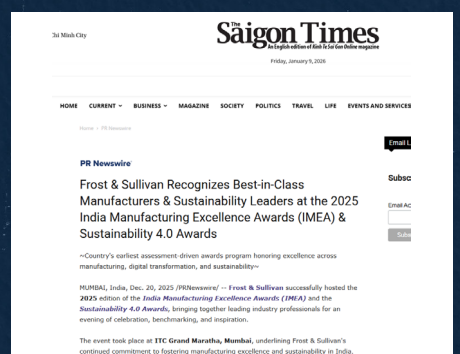 Chi Minh City
The
Saigon Times
An English edition of Kinh Te Sai Gon Online magazine
Friday, January 9, 2026
HOME CURRENT BUSINESS MAGAZINE SOCIETY POLITICS TRAVEL LIFE EVENTS AND SERVICES
Home PR Newswire
Email L
PR Newswire
Subsc
Frost & Sullivan Recognizes Best-in-Class
Manufacturers & Sustainability Leaders at the 2025
India Manufacturing Excellence Awards (IMEA) &
Sustainability 4.0 Awards
Email Ad
Subs
~Country's earliest assessment-driven awards program honoring excellence across
manufacturing, digital transformation, and sustainability~
MUMBAI, India, Dec. 20, 2025 /PRNewswire/ -- Frost & Sullivan successfully hosted the
2025 edition of the India Manufacturing Excellence Awards (IMEA) and the
Sustainability 4.0 Awards, bringing together leading industry professionals for an
evening of celebration, benchmarking, and inspiration.
The event took place at ITC Grand Maratha, Mumbai, underlining Frost & Sullivan's
continued commitment to fostering manufacturing excellence and sustainability in India.